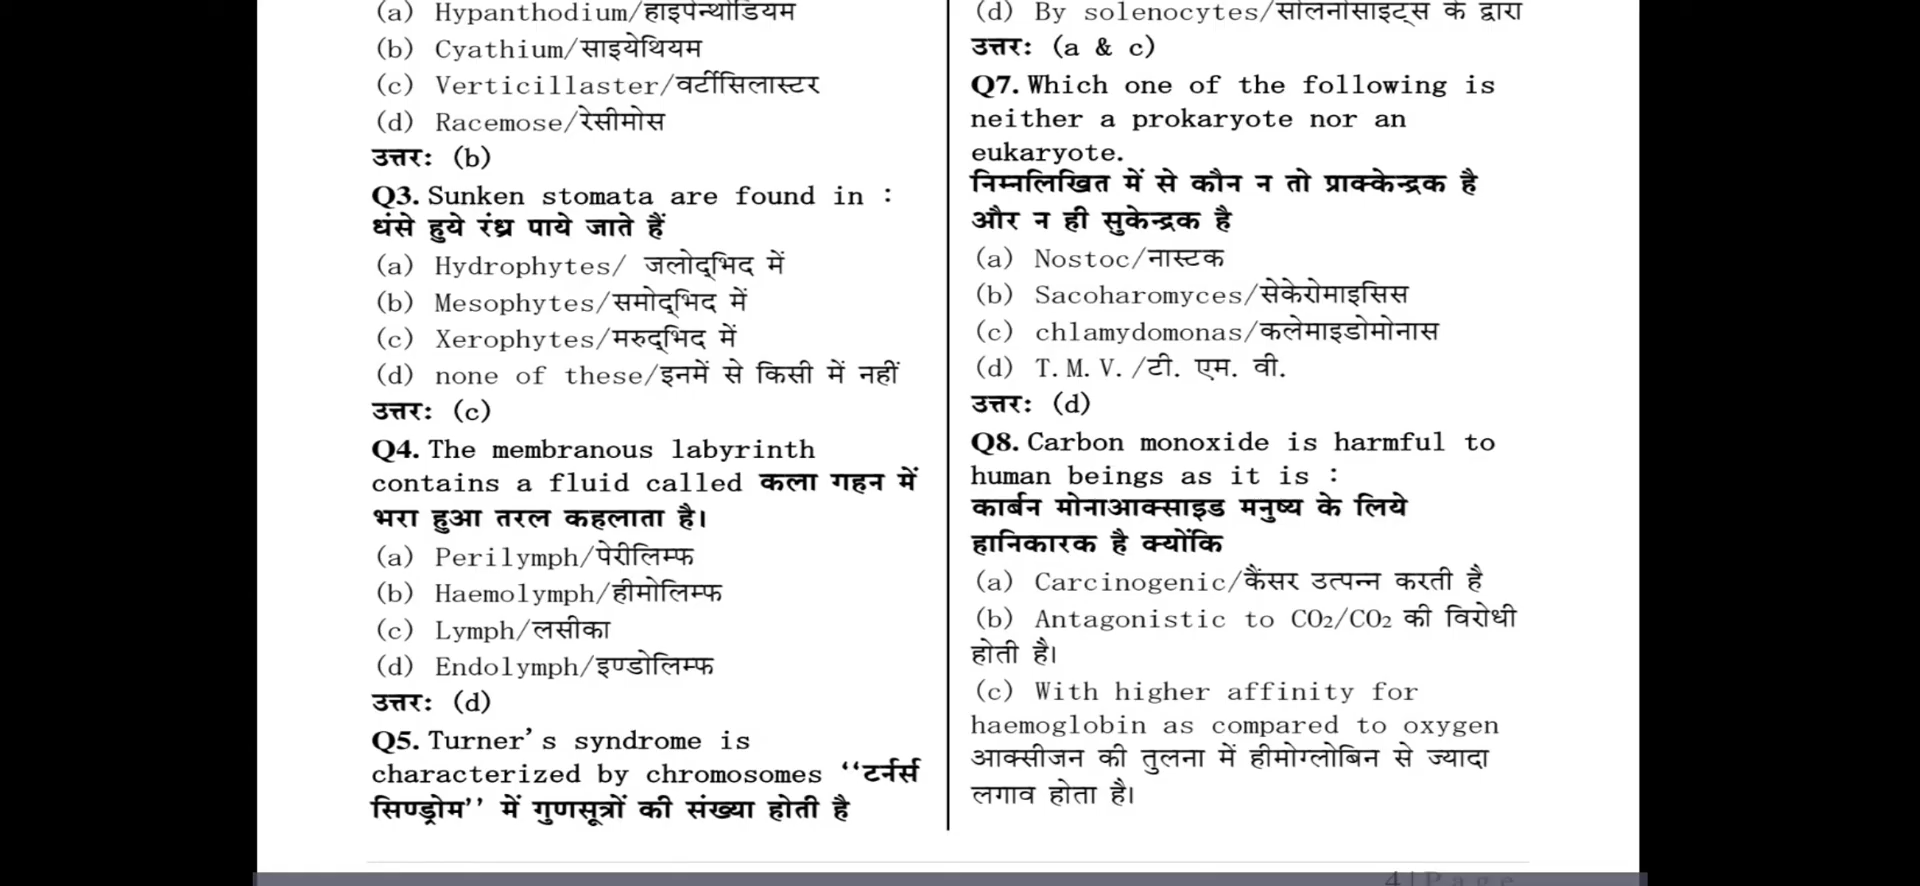 (a) Hypanthodium/हाइपेन्थोडियम
(b) Cyathium/साइयेथियम
(c) Verticillaster/वर्टीसिलास्टर
(d) Racemose/रेसीमोस
उत्तरः (b)
Q3. Sunken stomata are found in :
धंसे हुये रंध्र पाये जाते हैं
(a) Hydrophytes/ जलोद्भिद में
(b) Mesophytes/समोद्भिद में
(c) Xerophytes/मरुद्भिद में
(d) none of these/इनमें से किसी में नहीं
उत्तरः (c)
Q4. The membranous labyrinth
contains a fluid called कला गहन में
भरा हुआ तरल कहलाता है।
(a) Perilymph/पेरीलिम्फ
(b) Haemolymph/हीमोलिम्फ
(c) Lymph/लसीका
(d) Endolymph/इण्डोलिम्फ
उत्तरः (d)
Q5. Turner's syndrome is
characterized by chromosomes ‘‘टर्नर्स
सिण्ड्रोम’’ में गुणसूत्रों की संख्या होती है
(d) By solenocytes/सोलनोसाइट्स के द्वारा
उत्तरः (a & c)
Q7. Which one of the following is
neither a prokaryote nor an
eukaryote.
निम्नलिखित में से कौन न तो प्राक्केन्द्रक है
और न ही सुकेन्द्रक है
(a) Nostoc/नास्टक
(b) Sacoharomyces/सेकेरोमाइसिस
(c) chlamydomonas/कलेमाइडोमोनास
(d) T.M.V./टी. एम. वी.
उत्तरः (d)
Q8. Carbon monoxide is harmful to
human beings as it is :
कार्बन मोनाआक्साइड मनुष्य के लिये
हानिकारक है क्योंकि
(a) Carcinogenic/कैंसर उत्पन्न करती है
(b) Antagonistic to CO₂/CO₂ की विरोधी
होती है।
(c) With higher affinity for
haemoglobin as compared to oxygen
आक्सीजन की तुलना में हीमोग्लोबिन से ज्यादा
लगाव होता है।
4 | Page